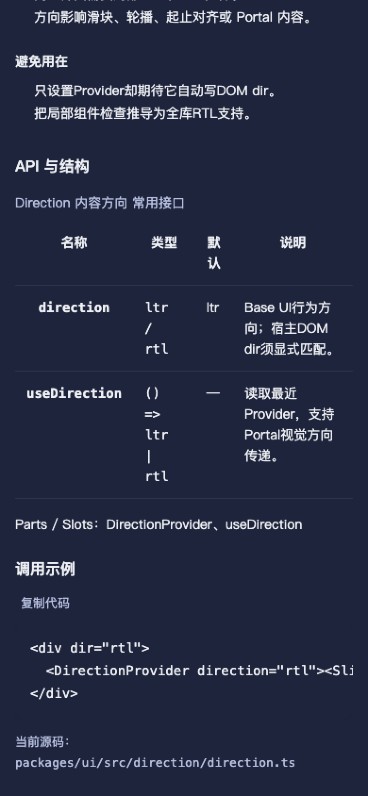 方向影响滑块、轮播、起止对齐或 Portal 内容。
避免用在
只设置Provider却期待它自动写DOM dir。
把局部组件检查推导为全库RTL支持。
API 与结构
Direction 内容方向 常用接口
名称 类型 默认 说明
direction ltr / rtl ltr Base UI行为方向；宿主DOM dir须显式匹配。
useDirection () => ltr | rtl — 读取最近Provider，支持Portal视觉方向传递。
Parts / Slots：DirectionProvider、useDirection
调用示例
复制代码
<div dir="rtl">
<DirectionProvider direction="rtl"><Sli
</div>
当前源码：
packages/ui/src/direction/direction.ts